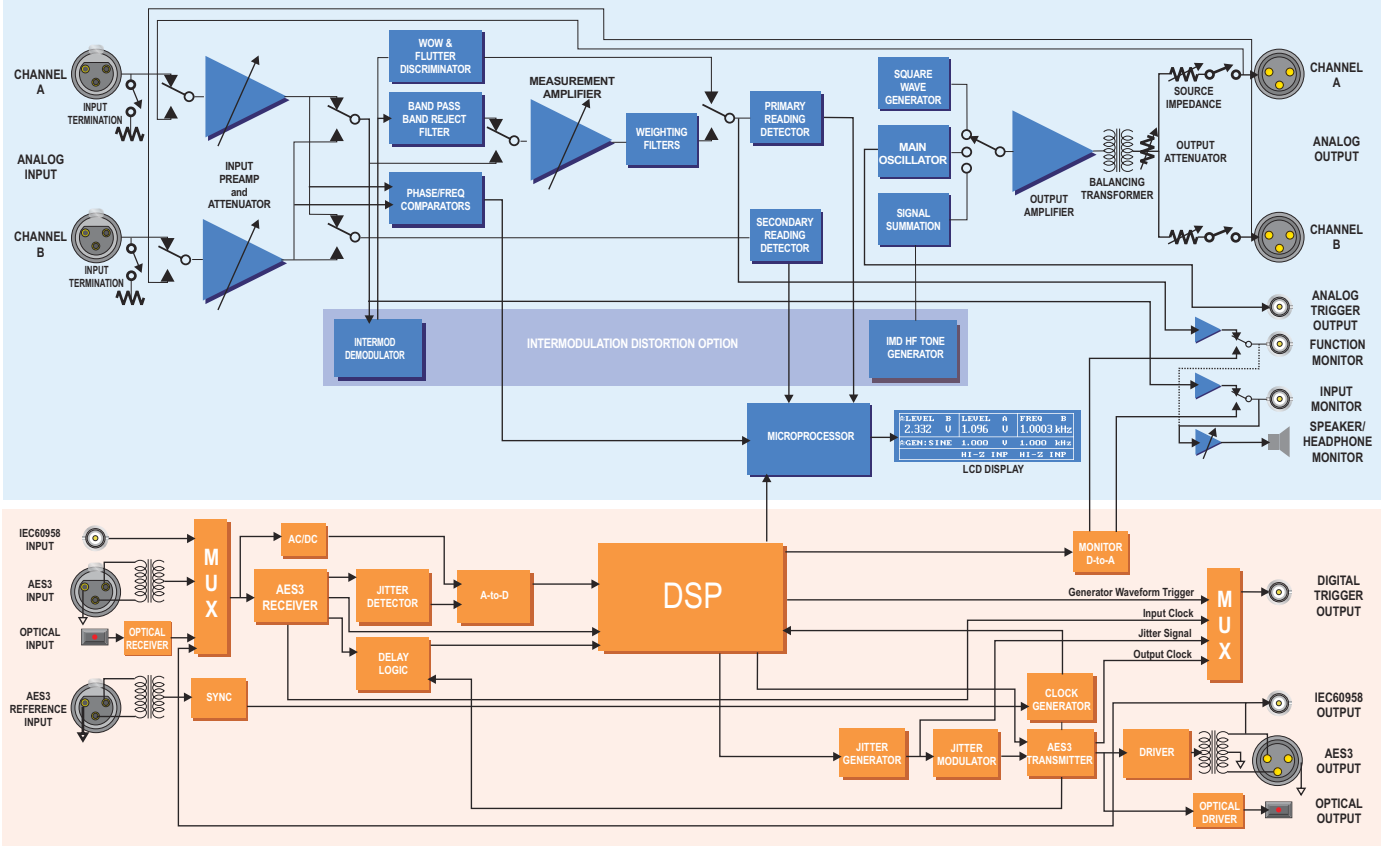 CHANNEL
A
INPUT
TERMINATION
ANALOG
INPUT
CHANNEL
B
INPUT
TERMINATION
INPUT
PREAMP
and
ATTENUATOR
WOW &
FLUTTER
DISCRIMINATOR
BAND PASS
BAND REJECT
FILTER
PHASE/FREQ
COMPARATORS
MEASUREMENT
AMPLIFIER
WEIGHTING
FILTERS
PRIMARY
READING
DETECTOR
SECONDARY
READING
DETECTOR
SQUARE
WAVE
GENERATOR
MAIN
OSCILLATOR
SIGNAL
SUMMATION
OUTPUT
AMPLIFIER
BALANCING
TRANSFORMER
SOURCE
IMPEDANCE
OUTPUT
ATTENUATOR
CHANNEL
A
ANALOG
OUTPUT
CHANNEL
B
ANALOG
TRIGGER
OUTPUT
FUNCTION
MONITOR
INPUT
MONITOR
SPEAKER/
HEADPHONE
MONITOR
INTERMOD
DEMODULATOR
INTERMODULATION DISTORTION OPTION
IMD HF TONE
GENERATOR
MICROPROCESSOR
LEVEL B LEVEL A FREQ B
2.332 V 1.096 V 1.0003 kHz
GEN:SINE 1.000 V 1.000 kHz
HI-Z INP HI-Z INP
LCD DISPLAY
IEC60958
INPUT
AES3
INPUT
OPTICAL
INPUT
OPTICAL
RECEIVER
AES3
REFERENCE
INPUT
MUX
SYNC
AC/DC
AES3
RECEIVER
JITTER
DETECTOR
A-to-D
DELAY
LOGIC
DSP
MONITOR
D-to-A
Generator Waveform Trigger
Input Clock
Jitter Signal
Output Clock
MUX
DIGITAL
TRIGGER
OUTPUT
CLOCK
GENERATOR
JITTER
GENERATOR
JITTER
MODULATOR
AES3
TRANSMITTER
DRIVER
OPTICAL
DRIVER
IEC60958
OUTPUT
AES3
OUTPUT
OPTICAL
OUTPUT